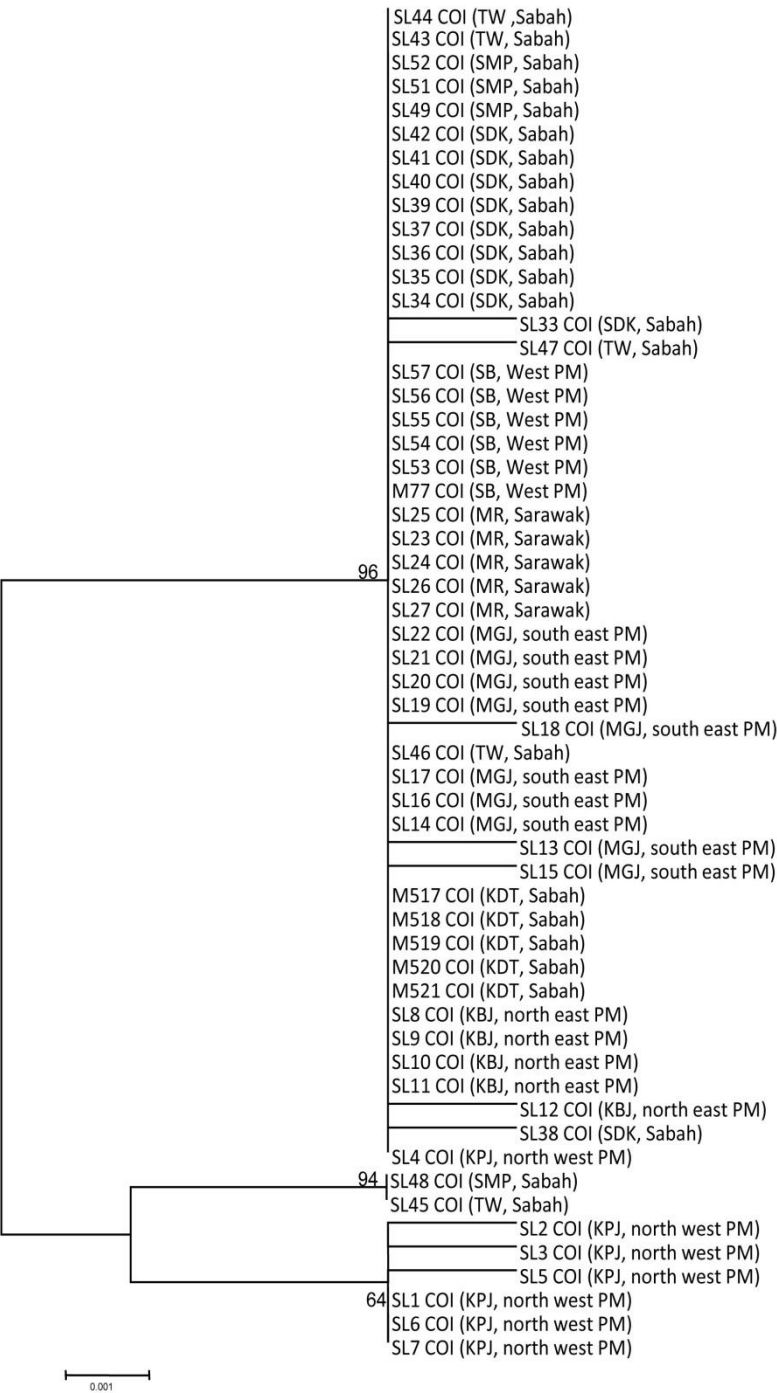 SL44 COI (TW ,Sabah)
SL43 COI (TW, Sabah)
SL52 COI (SMP, Sabah)
SL51 COI (SMP, Sabah)
SL49 COI (SMP, Sabah)
SL42 COI (SDK, Sabah)
SL41 COI (SDK, Sabah)
SL40 COI (SDK, Sabah)
SL39 COI (SDK, Sabah)
SL37 COI (SDK, Sabah)
SL36 COI (SDK, Sabah)
SL35 COI (SDK, Sabah)
SL34 COI (SDK, Sabah)
SL33 COI (SDK, Sabah)
SL47 COI (TW, Sabah)
SL57 COI (SB, West PM)
SL56 COI (SB, West PM)
SL55 COI (SB, West PM)
SL54 COI (SB, West PM)
SL53 COI (SB, West PM)
M77 COI (SB, West PM)
SL25 COI (MR, Sarawak)
SL23 COI (MR, Sarawak)
SL24 COI (MR, Sarawak)
96
SL26 COI (MR, Sarawak)
SL27 COI (MR, Sarawak)
SL22 COI (MGJ, south east PM)
SL21 COI (MGJ, south east PM)
SL20 COI (MGJ, south east PM)
SL19 COI (MGJ, south east PM)
SL18 COI (MGJ, south east PM)
SL46 COI (TW, Sabah)
SL17 COI (MGJ, south east PM)
SL16 COI (MGJ, south east PM)
SL14 COI (MGJ, south east PM)
SL13 COI (MGJ, south east PM)
SL15 COI (MGJ, south east PM)
M517 COI (KDT, Sabah)
M518 COI (KDT, Sabah)
M519 COI (KDT, Sabah)
M520 COI (KDT, Sabah)
M521 COI (KDT, Sabah)
SL8 COI (KBJ, north east PM)
SL9 COI (KBJ, north east PM)
SL10 COI (KBJ, north east PM)
SL11 COI (KBJ, north east PM)
SL12 COI (KBJ, north east PM)
SL38 COI (SDK, Sabah)
SL4 COI (KPJ, north west PM)
94 SL48 COI (SMP, Sabah)
SL45 COI (TW, Sabah)
SL2 COI (KPJ, north west PM)
SL3 COI (KPJ, north west PM)
SL5 COI (KPJ, north west PM)
64 SL1 COI (KPJ, north west PM)
SL6 COI (KPJ, north west PM)
SL7 COI (KPJ, north west PM)
0.001